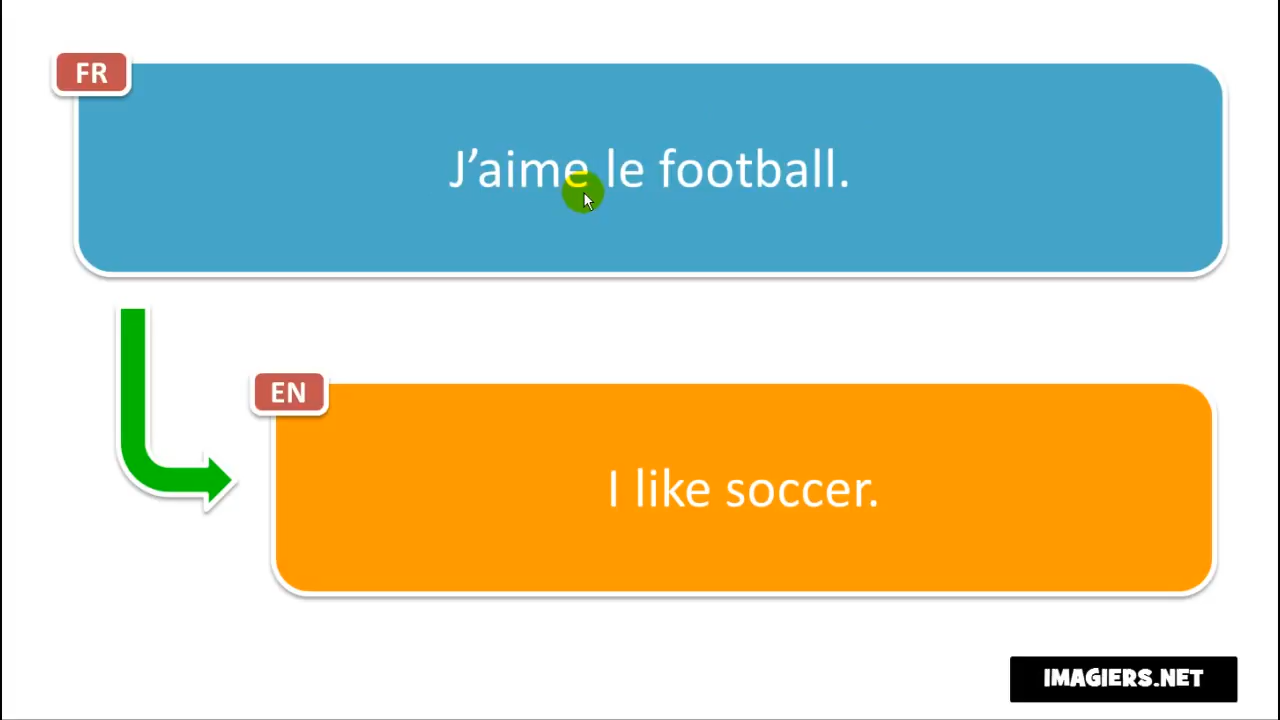 FR
J’aime le football.
EN
I like soccer.
IMAGIERS.NET